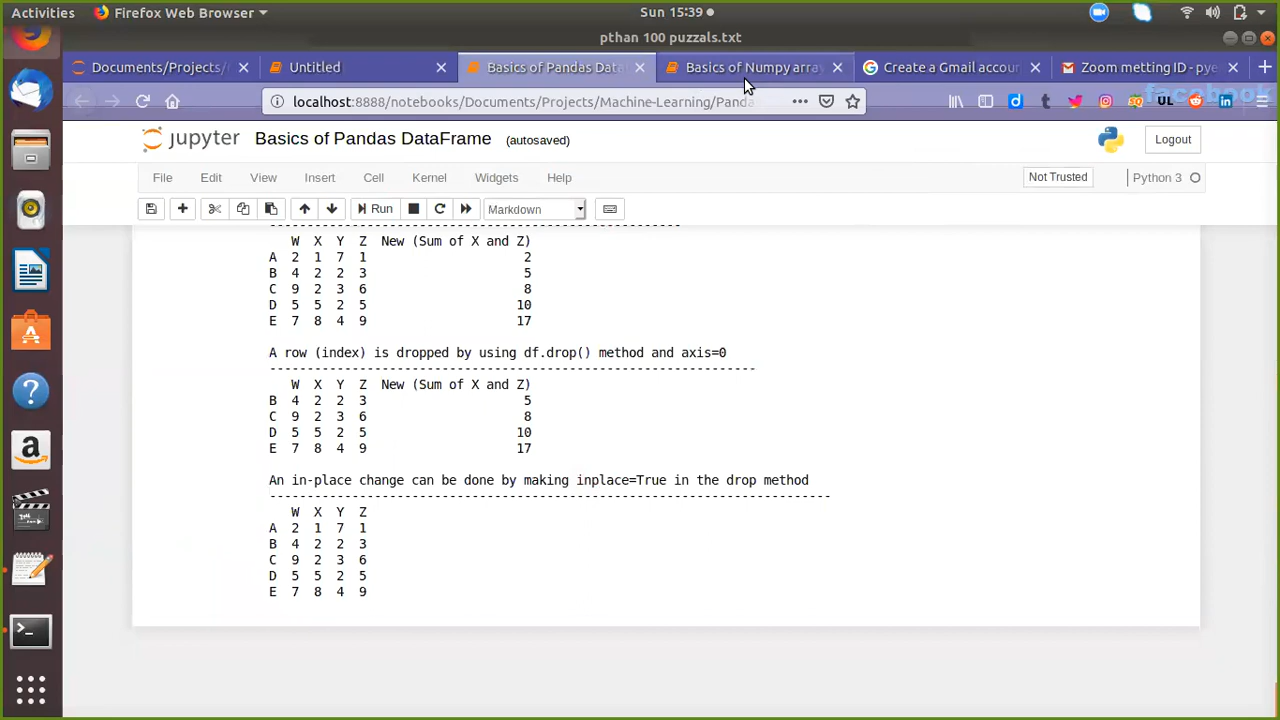 Activities Firefox Web Browser Sun 15:39
pthan 100 puzzals.txt
Documents/Projects/ Untitled Basics of Pandas Data Basics of Numpy array Create a Gmail accou Zoom metting ID - pye
localhost:8888/notebooks/Documents/Projects/Machine-Learning/Panda UL
facobook
jupyter Basics of Pandas DataFrame (autosaved) Logout
File Edit View Insert Cell Kernel Widgets Help Not Trusted Python 3
Run Markdown
W X Y Z New (Sum of X and Z)
A 2 1 7 1 2
B 4 2 2 3 5
C 9 2 3 6 8
D 5 5 2 5 10
E 7 8 4 9 17
A row (index) is dropped by using df.drop() method and axis=0
---------------------------------------------------------------
W X Y Z New (Sum of X and Z)
B 4 2 2 3 5
C 9 2 3 6 8
D 5 5 2 5 10
E 7 8 4 9 17
An in-place change can be done by making inplace=True in the drop method
---------------------------------------------------------------------------
W X Y Z
A 2 1 7 1
B 4 2 2 3
C 9 2 3 6
D 5 5 2 5
E 7 8 4 9